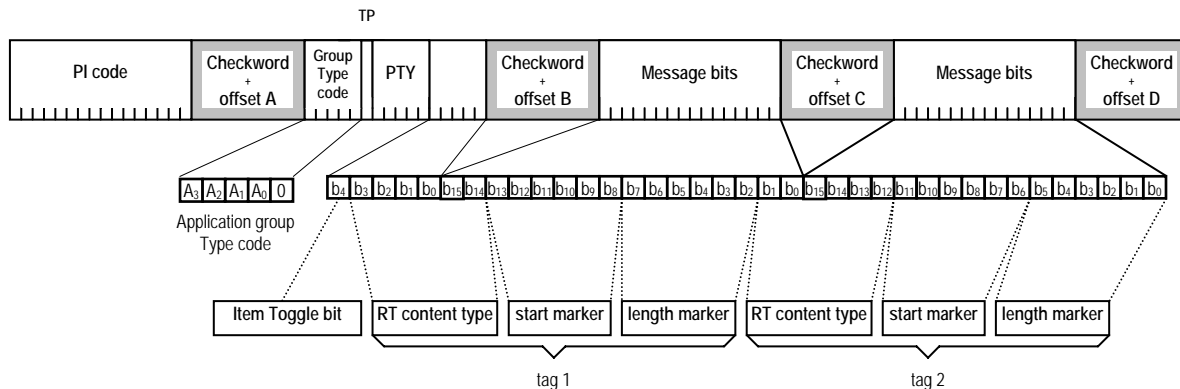 TP
PI code
Checkword + offset A
Group Type code
PTY
Checkword + offset B
Message bits
Checkword + offset C
Message bits
Checkword + offset D
A3 A2 A1 A0 0
b4 b3 b2 b1 b0 b15 b14 b13 b12 b11 b10 b9 b8 b7 b6 b5 b4 b3 b2 b1 b0 b15 b14 b13 b12 b11 b10 b9 b8 b7 b6 b5 b4 b3 b2 b1 b0
Application group
Type code
Item Toggle bit
RT content type
start marker
length marker
RT content type
start marker
length marker
tag 1
tag 2